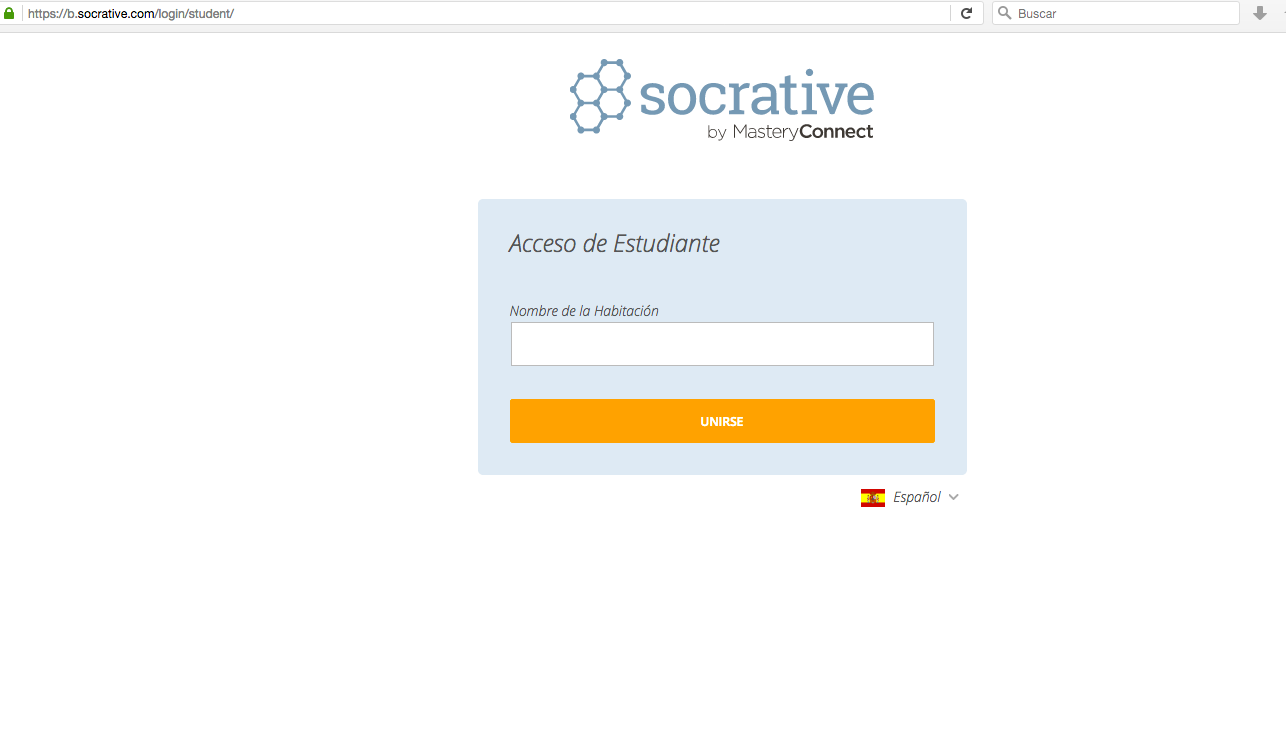 https://b.socrative.com/login/student/
Buscar
socrative
by MasteryConnect
Acceso de Estudiante
Nombre de la Habitación
UNIRSE
Español